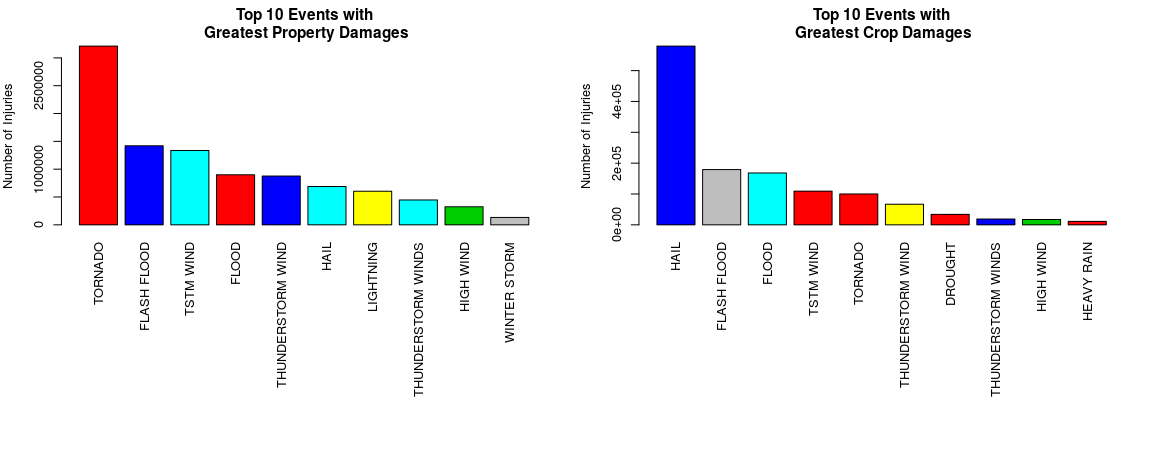 Top 10 Events with
Greatest Property Damages
Number of Injuries
2500000
1000000
0
TORNADO
FLASH FLOOD
TSTM WIND
FLOOD
THUNDERSTORM WIND
HAIL
LIGHTNING
THUNDERSTORM WINDS
HIGH WIND
WINTER STORM
Top 10 Events with
Greatest Crop Damages
Number of Injuries
4e+05
2e+05
0e+00
HAIL
FLASH FLOOD
FLOOD
TSTM WIND
TORNADO
THUNDERSTORM WIND
DROUGHT
THUNDERSTORM WINDS
HIGH WIND
HEAVY RAIN